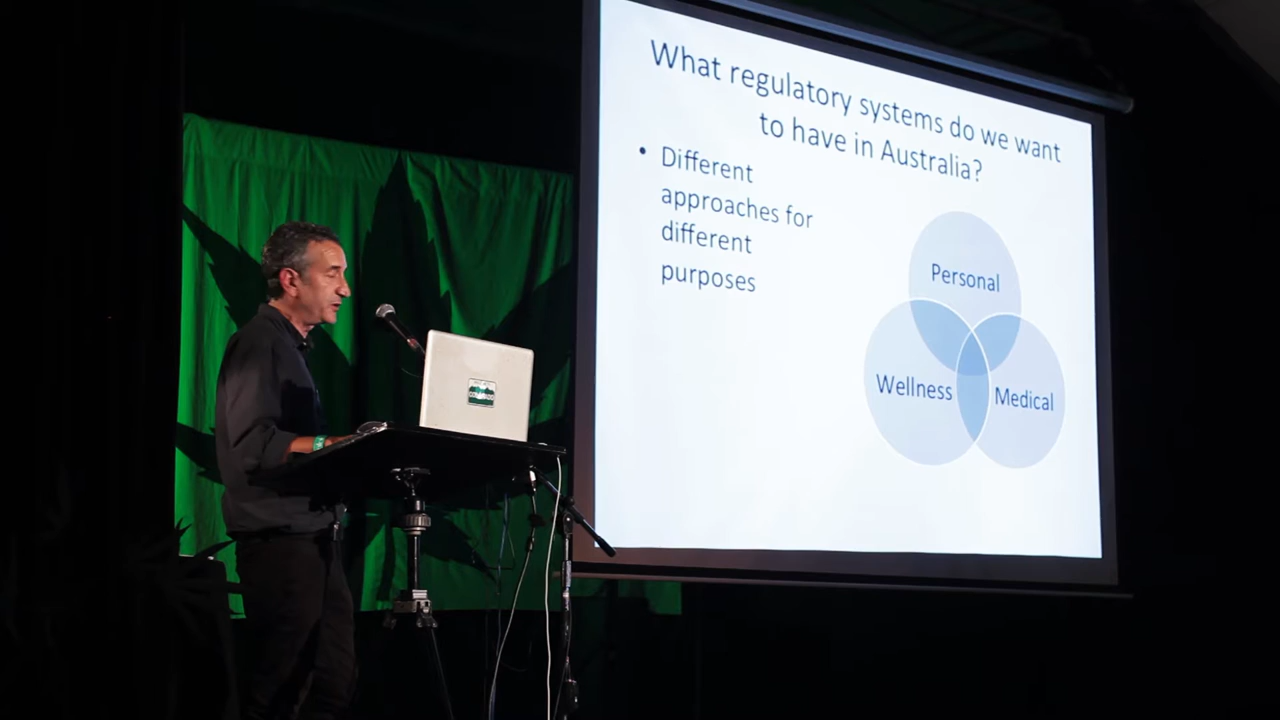 What regulatory systems do we want
to have in Australia?
• Different
approaches for
different
purposes
Personal
Wellness
Medical